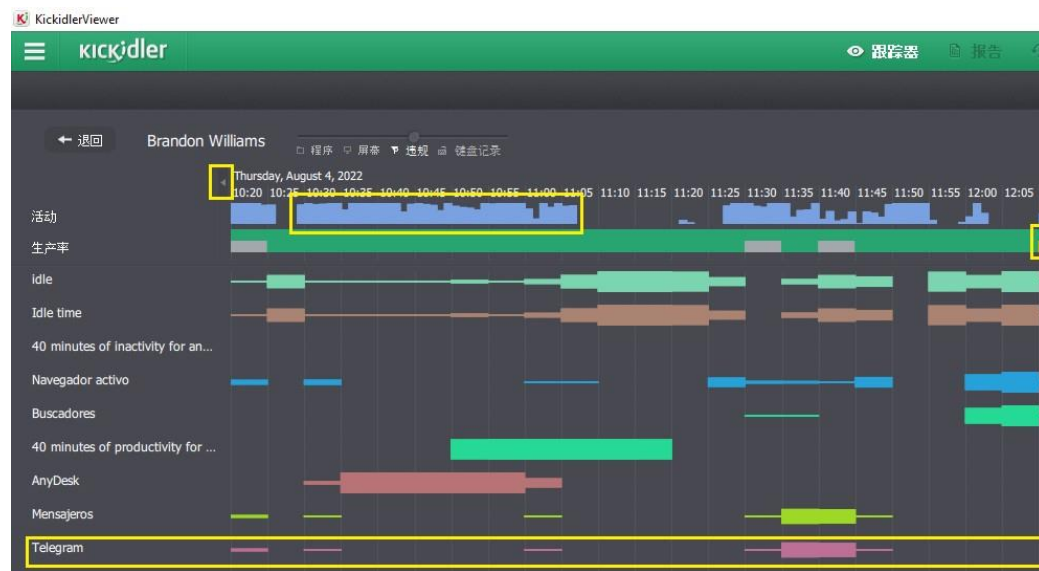 KickidlerViewer
KICKidler 跟踪器 报告
退回 Brandon Williams 程序 屏幕 违规 键盘记录
Thursday, August 4, 2022
10:20 10:25 10:30 10:35 10:40 10:45 10:50 10:55 11:00 11:05 11:10 11:15 11:20 11:25 11:30 11:35 11:40 11:45 11:50 11:55 12:00 12:05
活动
生产率
idle
Idle time
40 minutes of inactivity for an...
Navegador activo
Buscadores
40 minutes of productivity for ...
AnyDesk
Mensajeros
Telegram